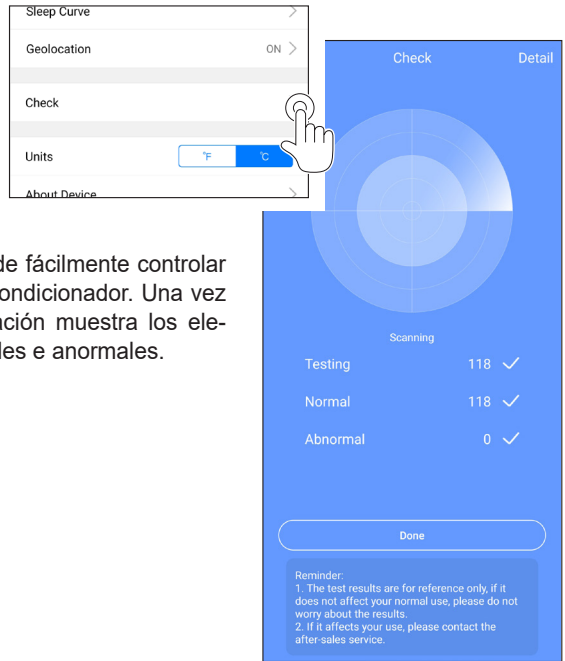 Sleep Curve
Geolocation ON
Check
Units °F °C
About Device
de fácilmente controlar
ondicionador. Una vez
ación muestra los ele-
les e anormales.
Check Detail
Scanning
Testing 118
Normal 118
Abnormal 0
Done
Reminder:
1. The test results are for reference only, if it
does not affect your normal use, please do not
worry about the results.
2. If it affects your use, please contact the
after-sales service.